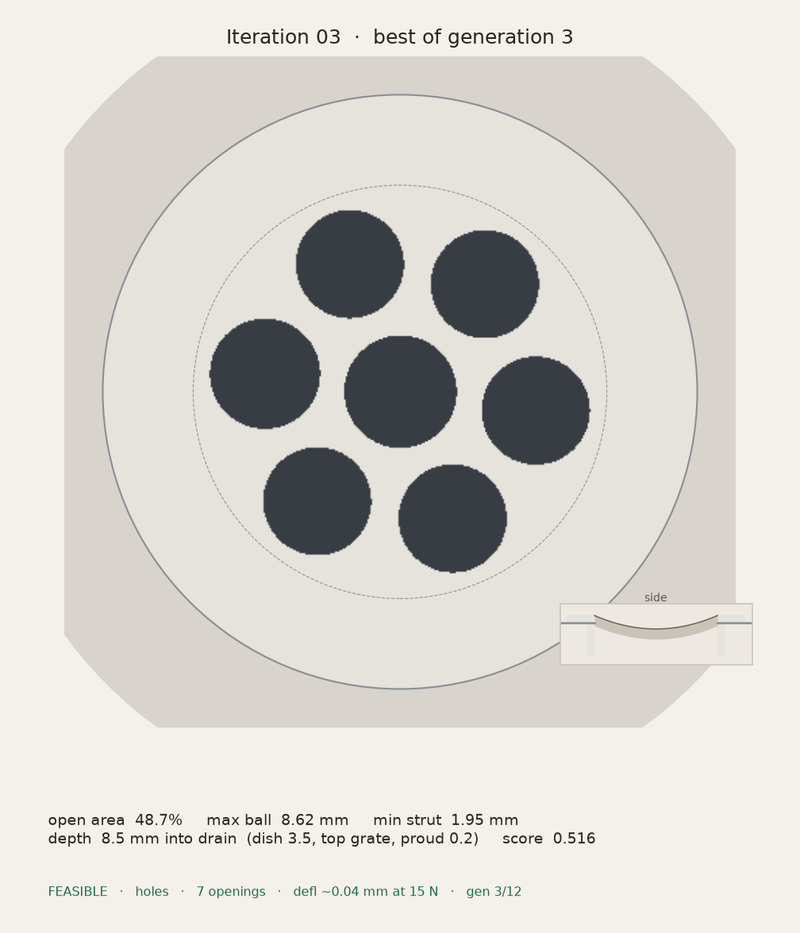 Iteration 03 · best of generation 3
side
open area 48.7% max ball 8.62 mm min strut 1.95 mm
depth 8.5 mm into drain (dish 3.5, top grate, proud 0.2) score 0.516
FEASIBLE · holes · 7 openings · defl ~0.04 mm at 15 N · gen 3/12